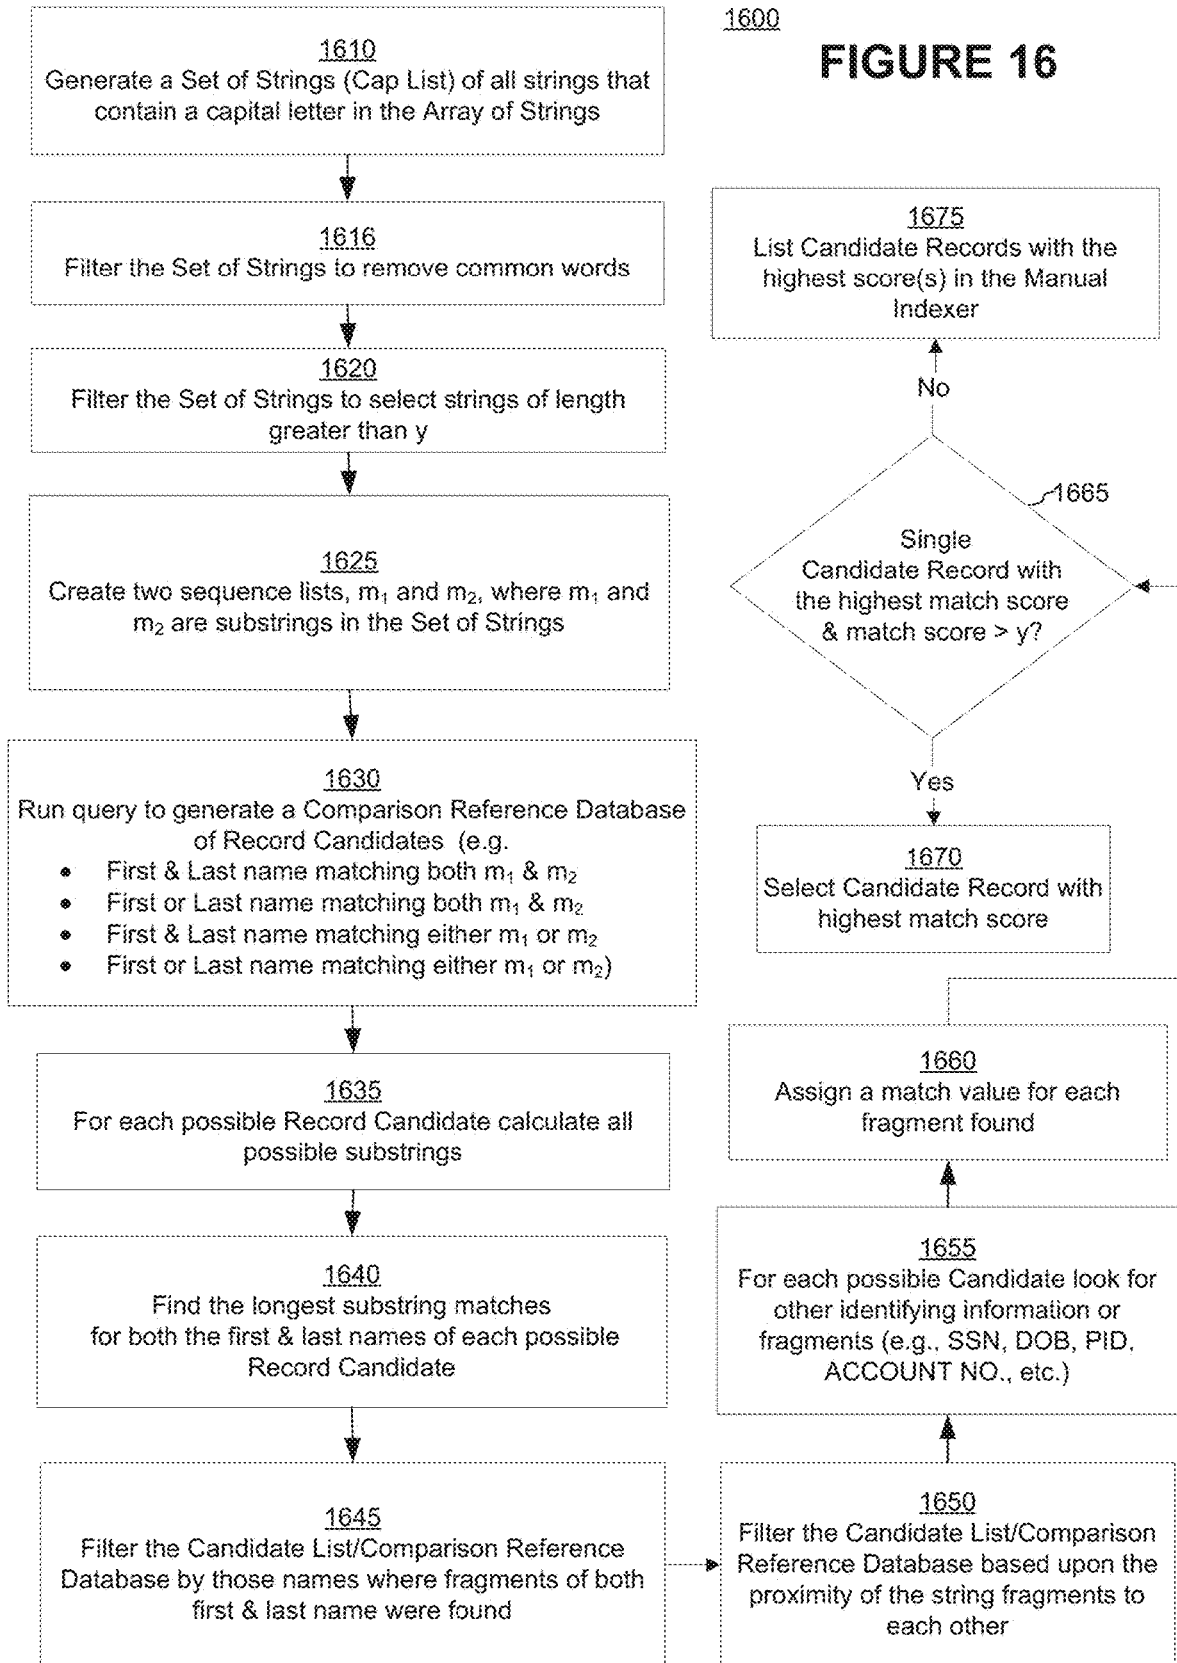 1600
FIGURE 16
1610
Generate a Set of Strings (Cap List) of all strings that
contain a capital letter in the Array of Strings
1616
Filter the Set of Strings to remove common words
1620
Filter the Set of Strings to select strings of length
greater than y
1625
Create two sequence lists, m₁ and m₂, where m₁ and
m₂ are substrings in the Set of Strings
1630
Run query to generate a Comparison Reference Database
of Record Candidates (e.g.
• First & Last name matching both m₁ & m₂
• First or Last name matching both m₁ & m₂
• First & Last name matching either m₁ or m₂
• First or Last name matching either m₁ or m₂)
1635
For each possible Record Candidate calculate all
possible substrings
1640
Find the longest substring matches
for both the first & last names of each possible
Record Candidate
1645
Filter the Candidate List/Comparison Reference
Database by those names where fragments of both
first & last name were found
1650
Filter the Candidate List/Comparison
Reference Database based upon the
proximity of the string fragments to
each other
1655
For each possible Candidate look for
other identifying information or
fragments (e.g., SSN, DOB, PID,
ACCOUNT NO., etc.)
1660
Assign a match value for each
fragment found
1665
Single
Candidate Record with
the highest match score
& match score > y?
Yes
1670
Select Candidate Record with
highest match score
No
1675
List Candidate Records with the
highest score(s) in the Manual
Indexer